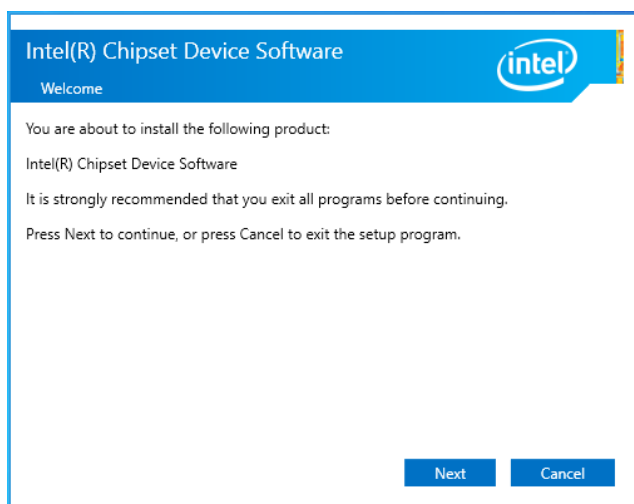 Intel(R) Chipset Device Software
intel
Welcome
You are about to install the following product:
Intel(R) Chipset Device Software
It is strongly recommended that you exit all programs before continuing.
Press Next to continue, or press Cancel to exit the setup program.
Next
Cancel